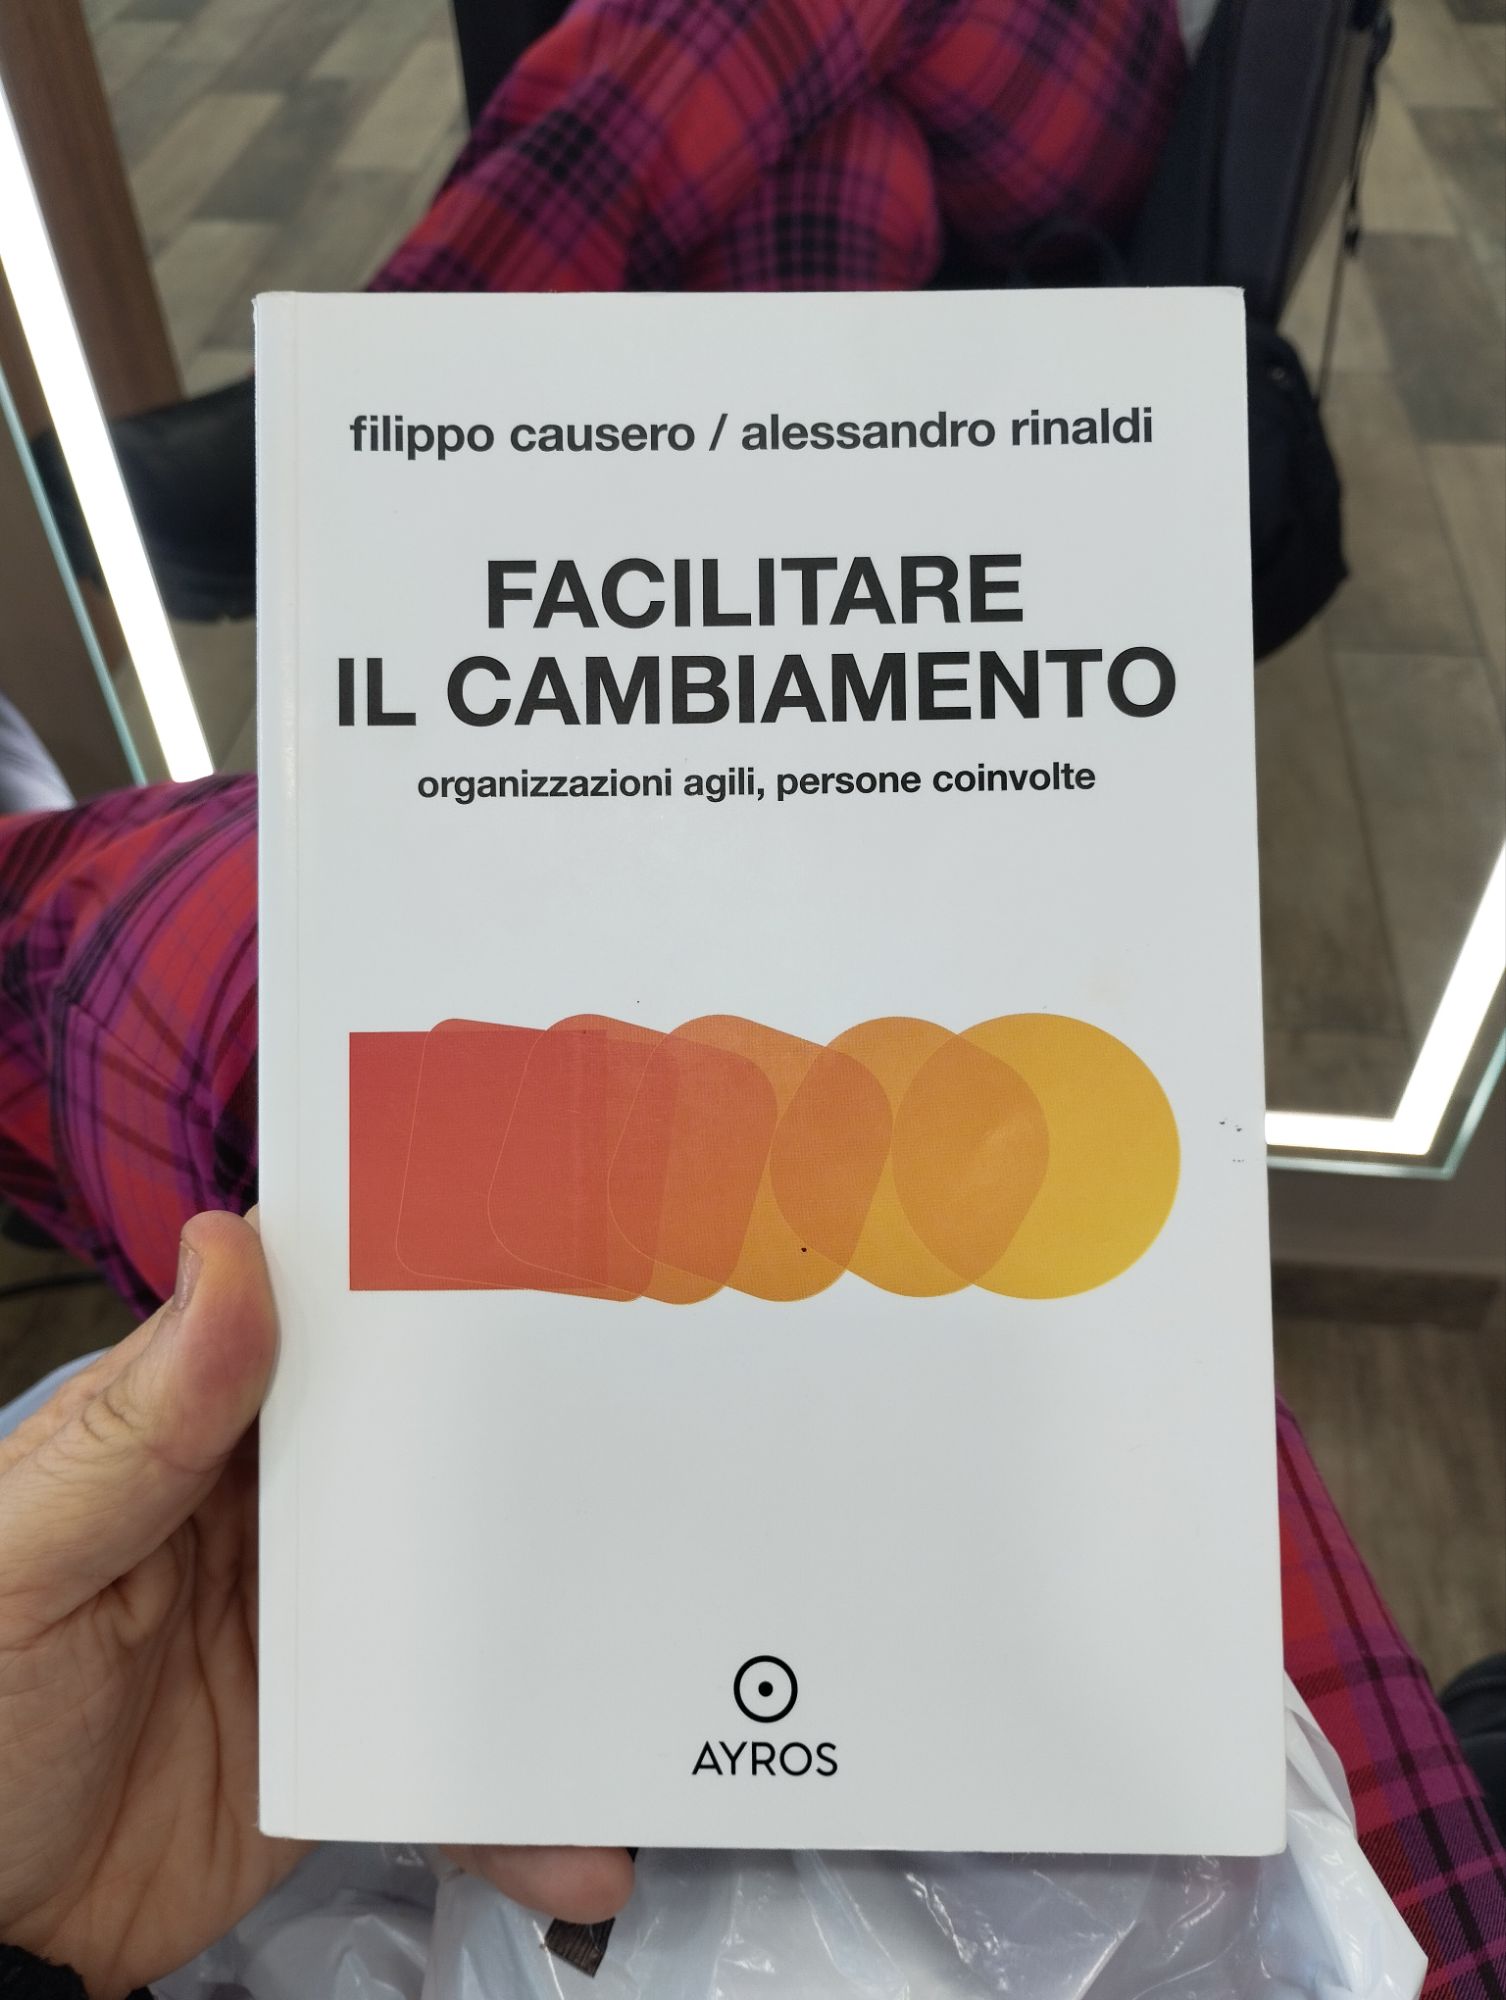 filippo causero / alessandro rinaldi
FACILITARE
IL CAMBIAMENTO
organizzazioni agili, persone coinvolte
AYROS